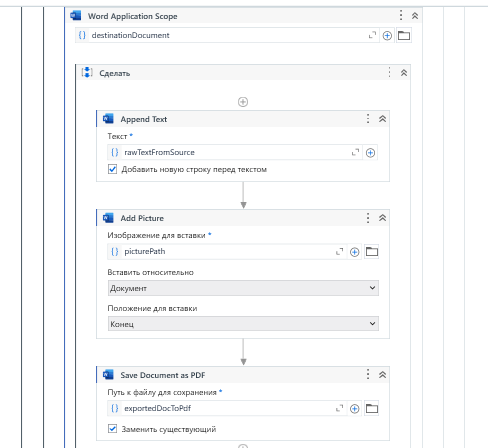 Word Application Scope
destinationDocument
Сделать
Append Text
Текст *
rawTextFromSource
Добавить новую строку перед текстом
Add Picture
Изображение для вставки *
picturePath
Вставить относительно
Документ
Положение для вставки
Конец
Save Document as PDF
Путь к файлу для сохранения *
exportedDocToPdf
Заменить существующий